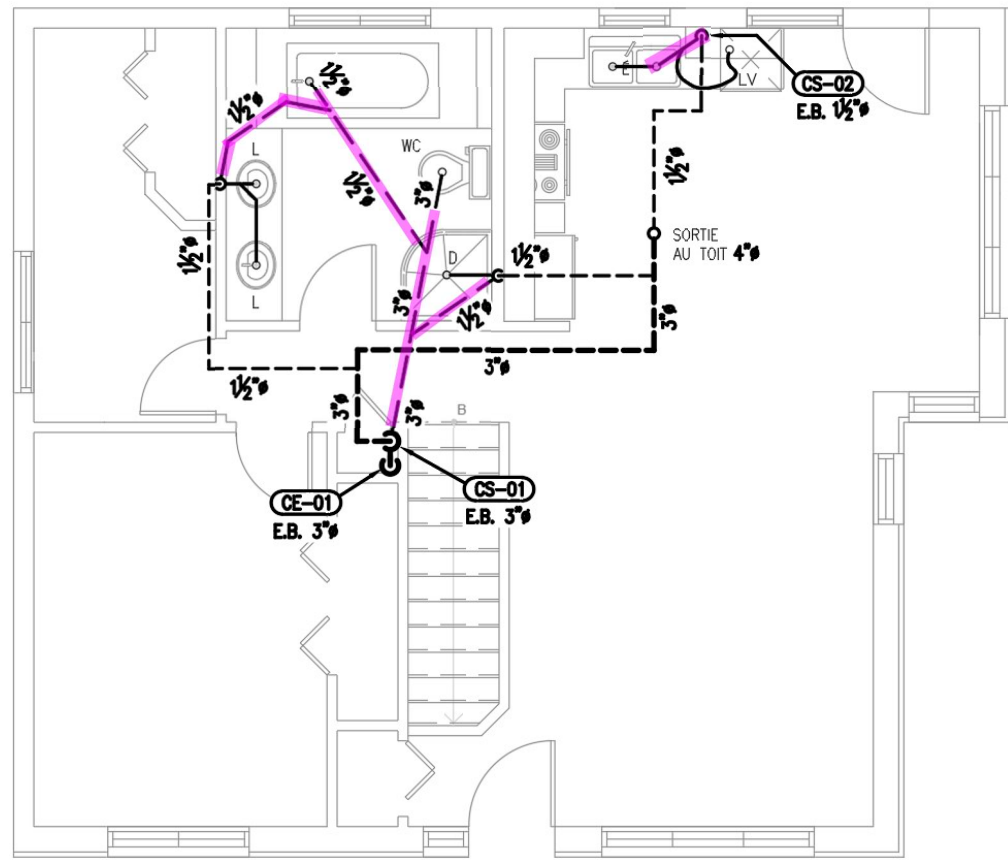 1½"ø
1½"ø
L
WC
1½"ø
3"ø
E
LV
CS-02
E.B. 1½"ø
1½"ø
SORTIE
AU TOIT 4"ø
1½"ø
L
D
1½"ø
3"ø
1½"ø
3"ø
3"ø
1½"ø
3"ø
3"ø
B
CE-01
E.B. 3"ø
CS-01
E.B. 3"ø